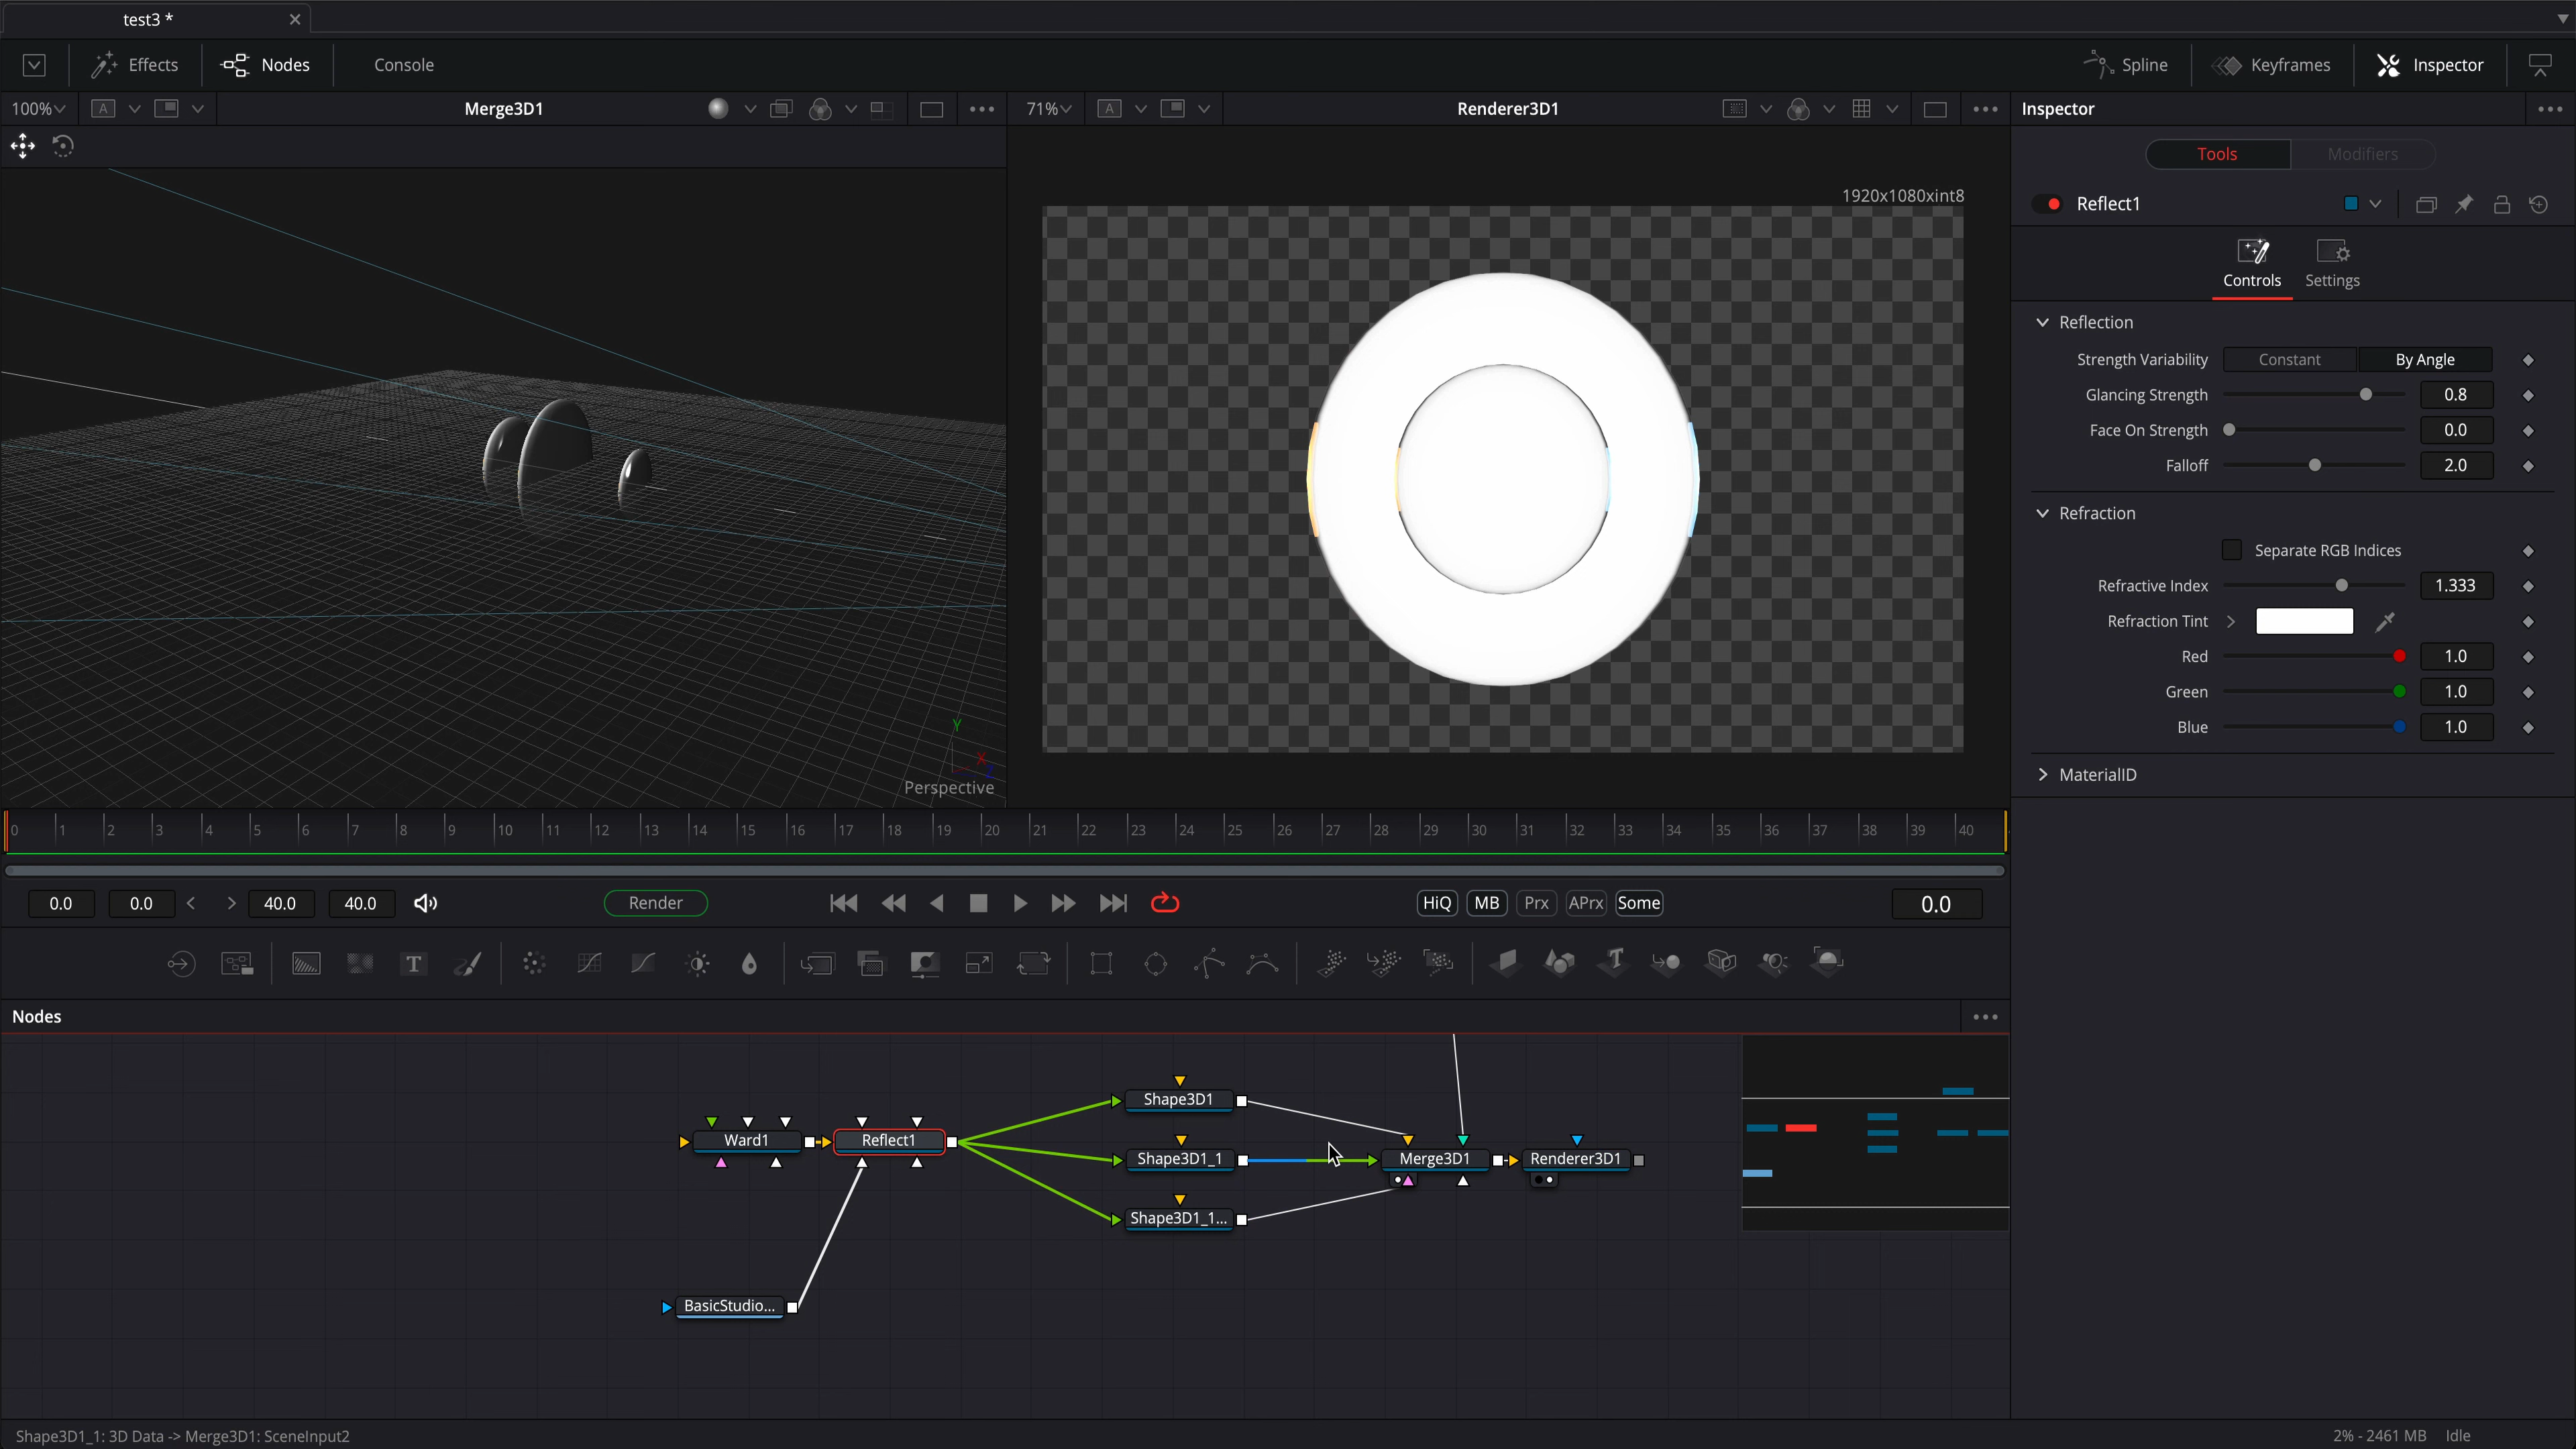 test3 *
Effects
Nodes
Console
Spline
Keyframes
Inspector
100%
A
Merge3D1
71%
A
Renderer3D1
Inspector
Tools
Modifiers
1920x1080xint8
Reflect1
Controls
Settings
Reflection
Strength Variability
Constant
By Angle
Glancing Strength
0.8
Face On Strength
0.0
Falloff
2.0
Refraction
Separate RGB Indices
Refractive Index
1.333
Refraction Tint
Red
1.0
Green
1.0
Blue
1.0
MaterialID
Y
X
Perspective
0 1 2 3 4 5 6 7 8 9 10 11 12 13 14 15 16 17 18 19 20 21 22 23 24 25 26 27 28 29 30 31 32 33 34 35 36 37 38 39 40
0.0
0.0
40.0
40.0
Render
HiQ
MB
Prx
APrx
Some
0.0
T
T
Nodes
Shape3D1
Ward1
Reflect1
Shape3D1_1
Merge3D1
Renderer3D1
Shape3D1_1...
BasicStudio...
Shape3D1_1: 3D Data -> Merge3D1: SceneInput2
2% - 2461 MB
Idle